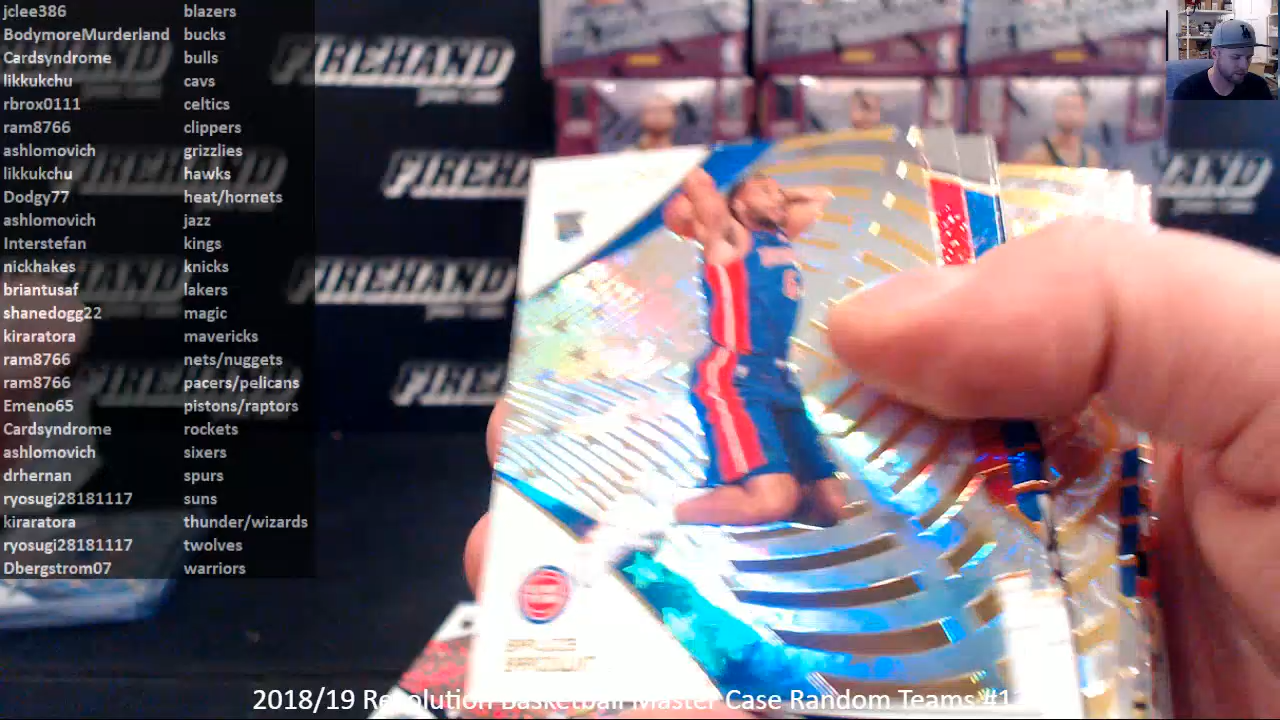 jclee386 blazers
BodymoreMurderland bucks
Cardsyndrome bulls
likkukchu cavs
rbrox0111 celtics
ram8766 clippers
ashlomovich grizzlies
likkukchu hawks
Dodgy77 heat/hornets
ashlomovich jazz
Interstefan kings
nickhakes knicks
briantusaf lakers
shanedogg22 magic
kiraratora mavericks
ram8766 nets/nuggets
ram8766 pacers/pelicans
Emeno65 pistons/raptors
Cardsyndrome rockets
ashlomovich sixers
drhernan spurs
ryosugi28181117 suns
kiraratora thunder/wizards
ryosugi28181117 twolves
Dbergstrom07 warriors
FIREHAND
FIREHAND
FIREHAND
FIREHAND
2018/19 Revolution Basketball Master Case Random Teams